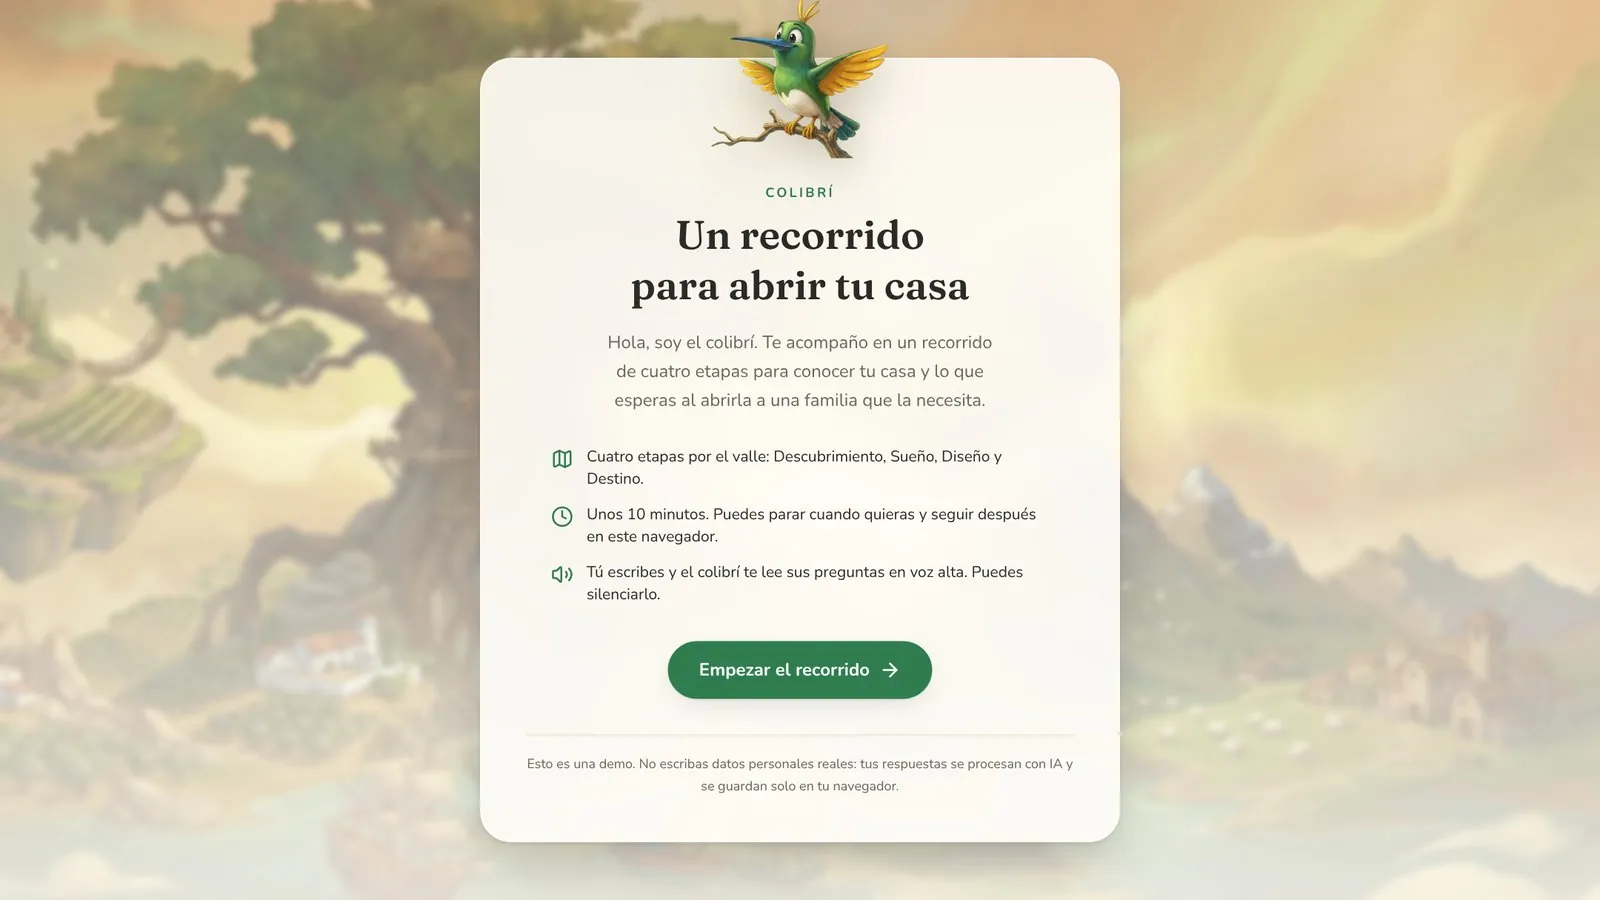 COLIBRÍ
Un recorrido
para abrir tu casa
Hola, soy el colibrí. Te acompaño en un recorrido
de cuatro etapas para conocer tu casa y lo que
esperas al abrirla a una familia que la necesita.
Cuatro etapas por el valle: Descubrimiento, Sueño, Diseño y
Destino.
Unos 10 minutos. Puedes parar cuando quieras y seguir después
en este navegador.
Tú escribes y el colibrí te lee sus preguntas en voz alta. Puedes
silenciarlo.
Empezar el recorrido
Esto es una demo. No escribas datos personales reales: tus respuestas se procesan con IA y
se guardan solo en tu navegador.